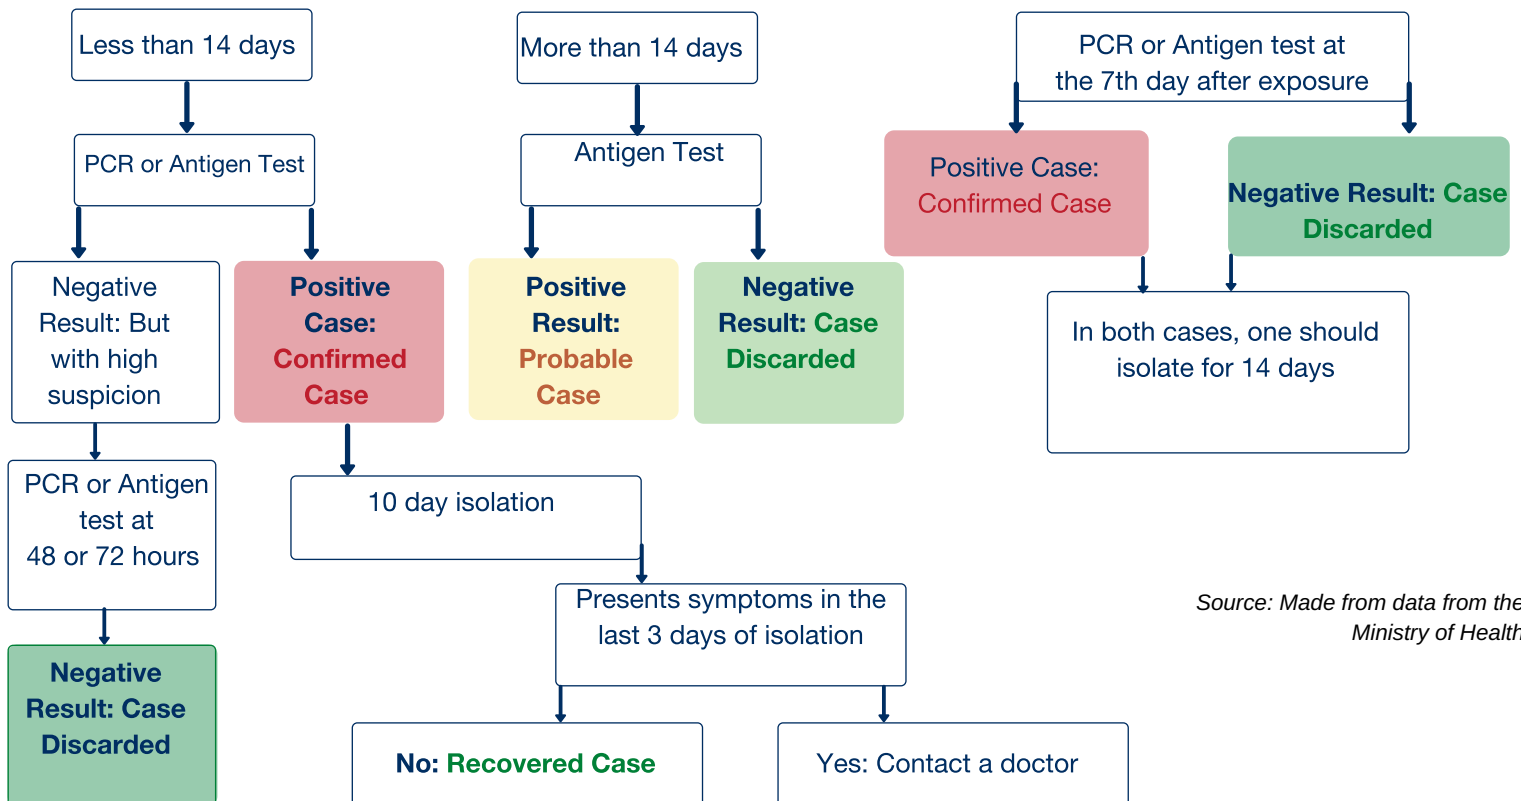 Less than 14 days
PCR or Antigen Test
Negative
Result: But
with high
suspicion
Positive
Case:
Confirmed
Case
PCR or Antigen
test at
48 or 72 hours
Negative
Result: Case
Discarded
10 day isolation
Presents symptoms in the
last 3 days of isolation
No: Recovered Case
Yes: Contact a doctor
More than 14 days
Antigen Test
Positive
Result:
Probable
Case
Negative
Result: Case
Discarded
PCR or Antigen test at
the 7th day after exposure
Positive Case:
Confirmed Case
Negative Result: Case
Discarded
In both cases, one should
isolate for 14 days
Source: Made from data from the
Ministry of Health